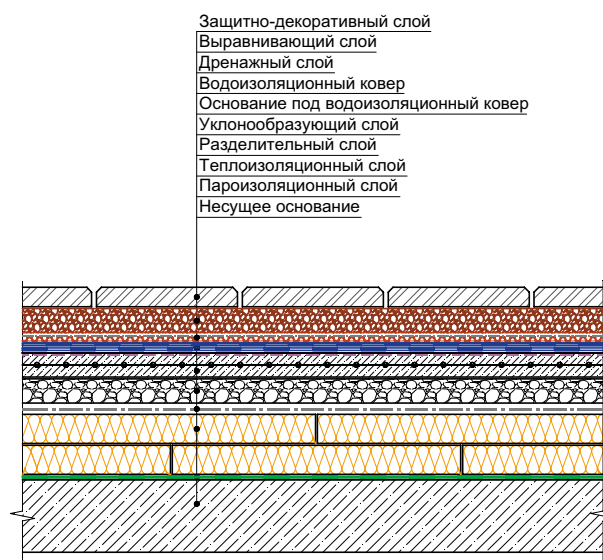 Защитно-декоративный слой
Выравнивающий слой
Дренажный слой
Водоизоляционный ковер
Основание под водоизоляционный ковер
Уклонообразующий слой
Разделительный слой
Теплоизоляционный слой
Пароизоляционный слой
Несущее основание